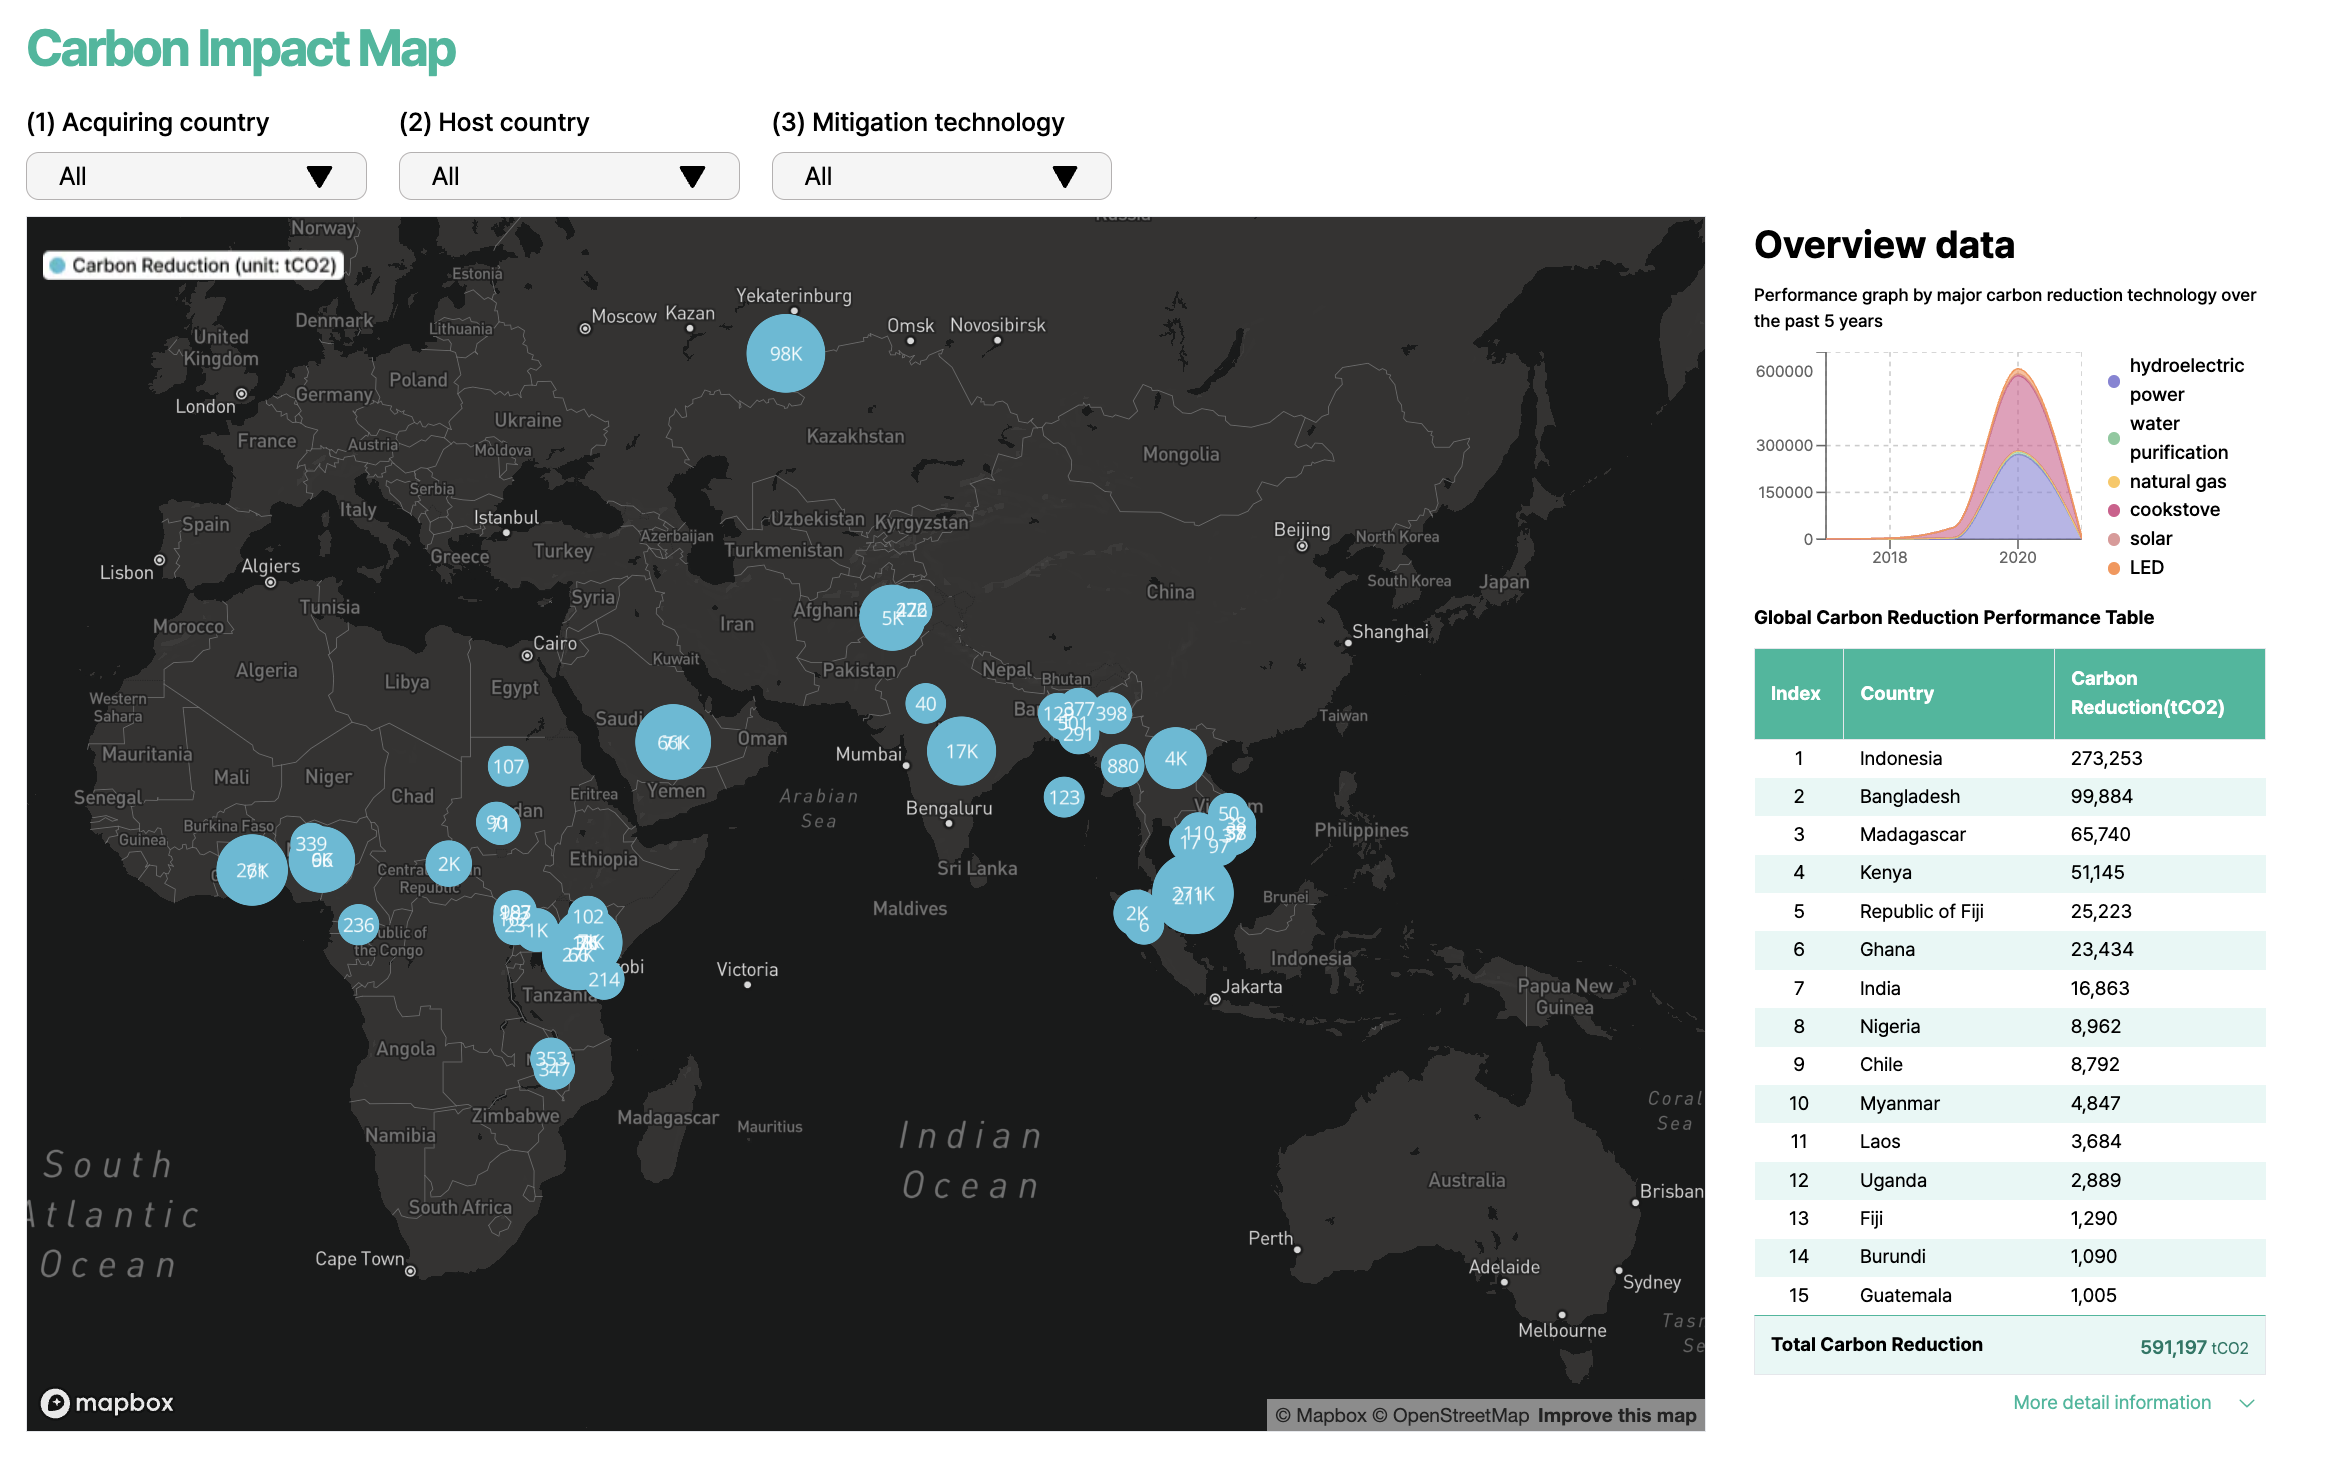 Carbon Impact Map
(1) Acquiring country
(2) Host country
(3) Mitigation technology
All
All
All
Carbon Reduction (unit: tCO2)
Norway
Estonia
Denmark
Lithuania
United
Kingdom
Moscow
Kazan
Yekaterinburg
98K
Omsk
Novosibirsk
Poland
Germany
London
Ukraine
France
Austria
Moldova
Kazakhstan
Mongolia
Serbia
Italy
Spain
Istanbul
Uzbekistan
Kyrgyzstan
Beijing
North Korea
Azerbaijan
Turkmenistan
Greece
Turkey
Lisbon
Algiers
South Korea
Japan
China
Tunisia
Syria
Morocco
Iran
5K
Shanghai
Cairo
Kuwait
Pakistan
Nepal
Bhutan
Algeria
Libya
Egypt
Western
Sahara
40
377
398
501
291
Taiwan
Oman
Mauritania
Mumbai
17K
107
880
4K
Mali
Niger
Yemen
Chad
Eritrea
Arabian
Sea
123
Senegal
Bengaluru
90
71
50
Burkina Faso
Guinea
110
17
97
Philippines
339
Ethiopia
2K
Sri Lanka
Brunei
271K
211
Maldives
2K
6
236
102
1K
the Congo
214
Victoria
Indonesia
Jakarta
Tanzania
Papua New
Guinea
Angola
353
347
Zimbabwe
Madagascar
Mauritius
Namibia
Indian
Ocean
Coral
Sea
South
Atlantic
Ocean
Australia
Brisban
South Africa
Perth
Cape Town
Adelaide
Sydney
Melbourne
mapbox
© Mapbox © OpenStreetMap Improve this map
Overview data
Performance graph by major carbon reduction technology over
the past 5 years
600000
300000
150000
0
2018
2020
hydroelectric
power
water
purification
natural gas
cookstove
solar
LED
Global Carbon Reduction Performance Table
Index Country Carbon
Reduction(tCO2)
1 Indonesia 273,253
2 Bangladesh 99,884
3 Madagascar 65,740
4 Kenya 51,145
5 Republic of Fiji 25,223
6 Ghana 23,434
7 India 16,863
8 Nigeria 8,962
9 Chile 8,792
10 Myanmar 4,847
11 Laos 3,684
12 Uganda 2,889
13 Fiji 1,290
14 Burundi 1,090
15 Guatemala 1,005
Total Carbon Reduction 591,197 tCO2
More detail information